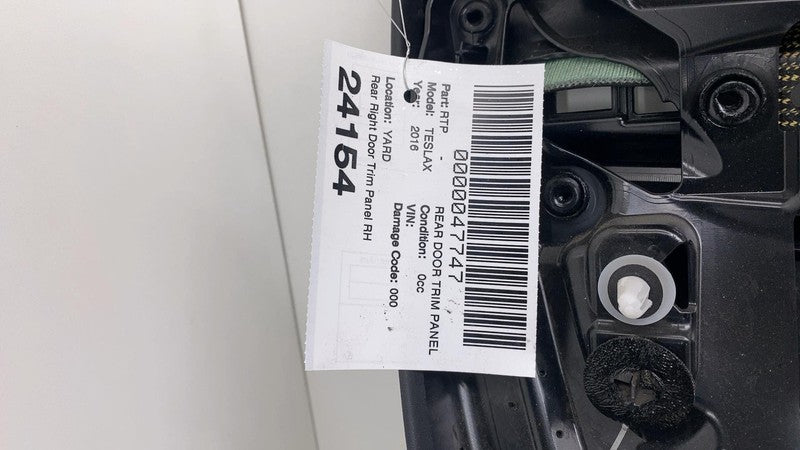 0000047747
Part: RTP - REAR DOOR TRIM PANEL
Model: TESLAX Condition: 0cc
Year: 2016 VIN:
Damage Code: 000
Location: YARD
Rear Right Door Trim Panel RH
24154